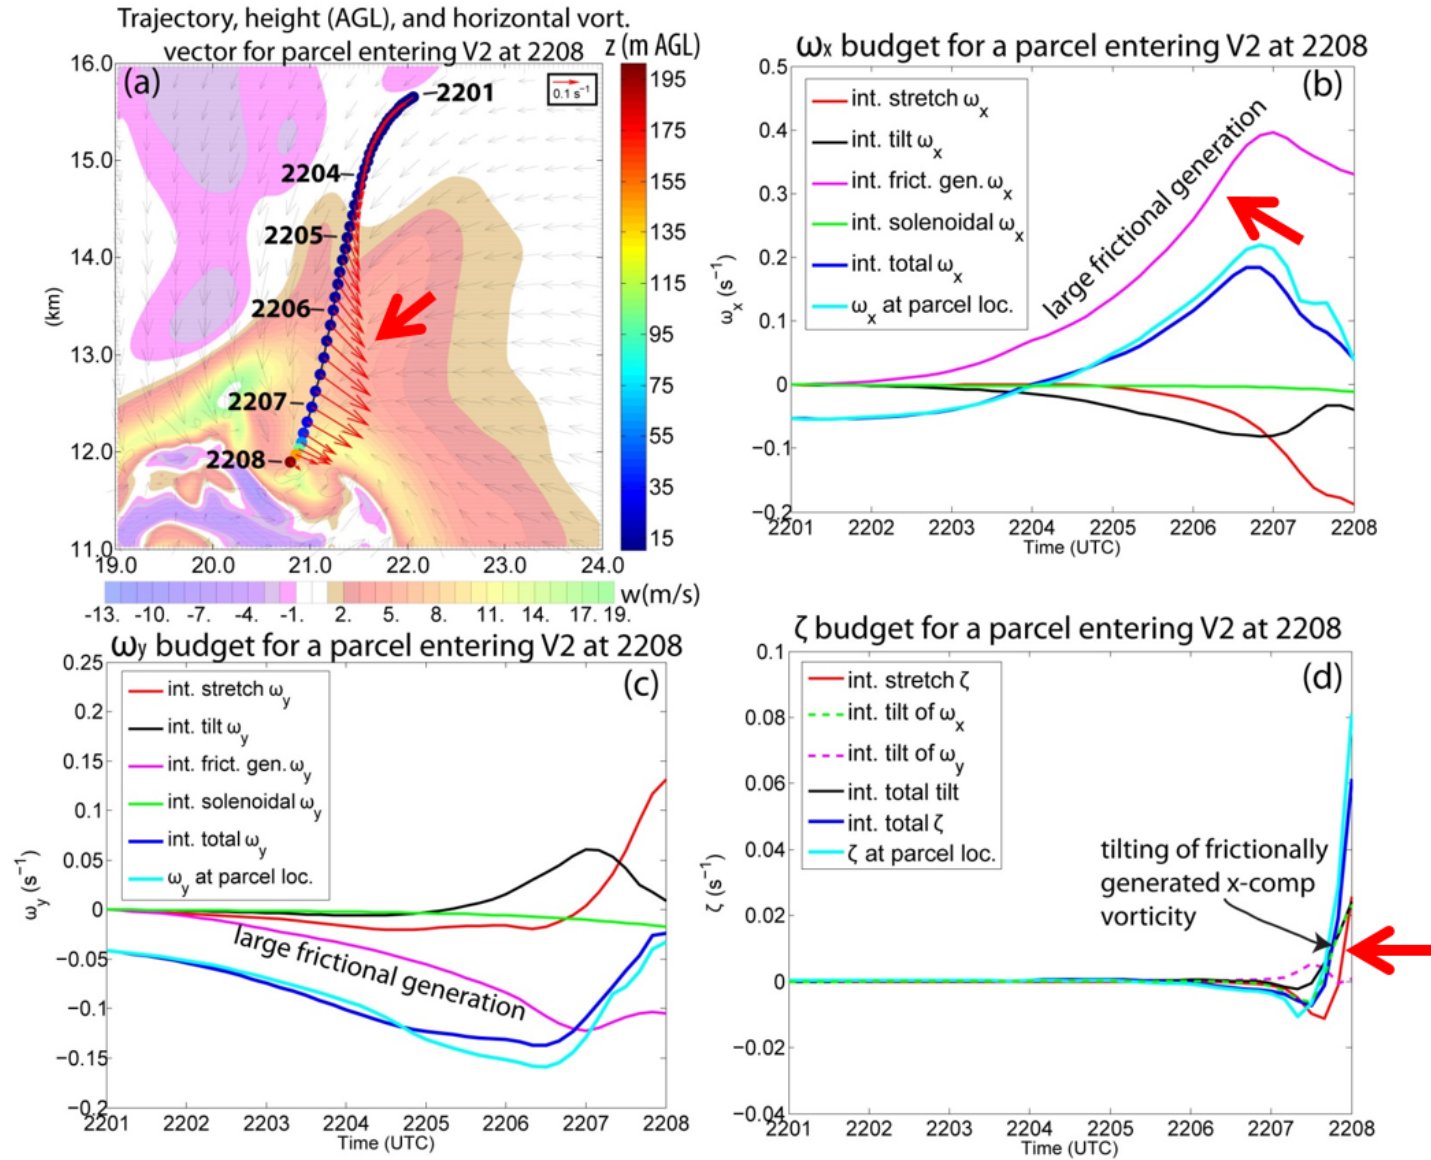 Trajectory, height (AGL), and horizontal vort.
vector for parcel entering V2 at 2208
z (m AGL)
(a)
0.1 s⁻¹
2201
2204
2205
2206
2207
2208
16.0
15.0
14.0
13.0
12.0
11.0
(km)
19.0 20.0 21.0 22.0 23.0 24.0
195
175
155
135
115
95
75
55
35
15
-13. -10. -7. -4. -1. 2. 5. 8. 11. 14. 17. 19.
w(m/s)
ωx budget for a parcel entering V2 at 2208
(b)
int. stretch ωx
int. tilt ωx
int. frict. gen. ωx
int. solenoidal ωx
int. total ωx
ωx at parcel loc.
large frictional generation
0.5
0.4
0.3
0.2
0.1
0
−0.1
−0.2
ωx (s⁻¹)
2201 2202 2203 2204 2205 2206 2207 2208
Time (UTC)
ωy budget for a parcel entering V2 at 2208
(c)
int. stretch ωy
int. tilt ωy
int. frict. gen. ωy
int. solenoidal ωy
int. total ωy
ωy at parcel loc.
large frictional generation
0.25
0.2
0.15
0.1
0.05
0
−0.05
−0.1
−0.15
−0.2
ωy (s⁻¹)
2201 2202 2203 2204 2205 2206 2207 2208
Time (UTC)
ζ budget for a parcel entering V2 at 2208
(d)
int. stretch ζ
int. tilt of ωx
int. tilt of ωy
int. total tilt
int. total ζ
ζ at parcel loc.
tilting of frictionally
generated x-comp
vorticity
0.1
0.08
0.06
0.04
0.02
0
−0.02
−0.04
ζ (s⁻¹)
2201 2202 2203 2204 2205 2206 2207 2208
Time (UTC)